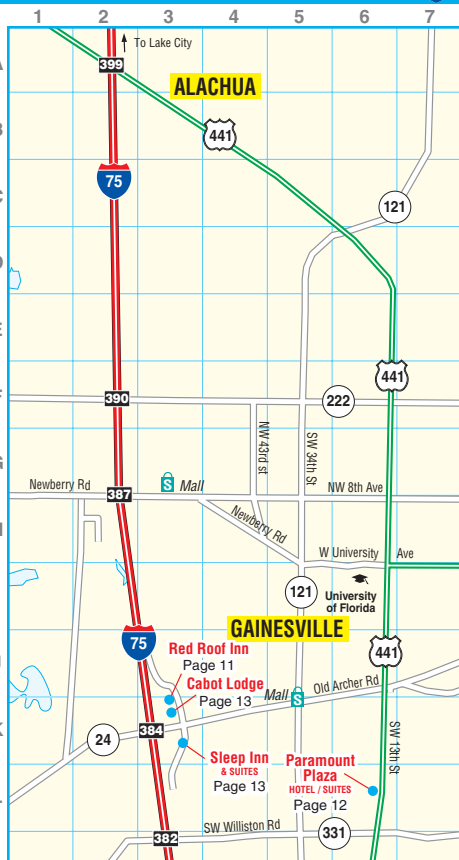 1 2 3 4 5 6 7
To Lake City
399
ALACHUA
441
75
121
441
390
222
NW 43rd st
SW 34th St
S Mall
Newberry Rd
387
NW 8th Ave
Newberry Rd
W University Ave
121
University
of Florida
GAINESVILLE
75
441
Red Roof Inn
Page 11
Cabot Lodge
Page 13
Old Archer Rd
Mall S
24
384
SW 13th St
Sleep Inn
& SUITES
Page 13
Paramount
Plaza
HOTEL / SUITES
Page 12
SW Williston Rd
331
382